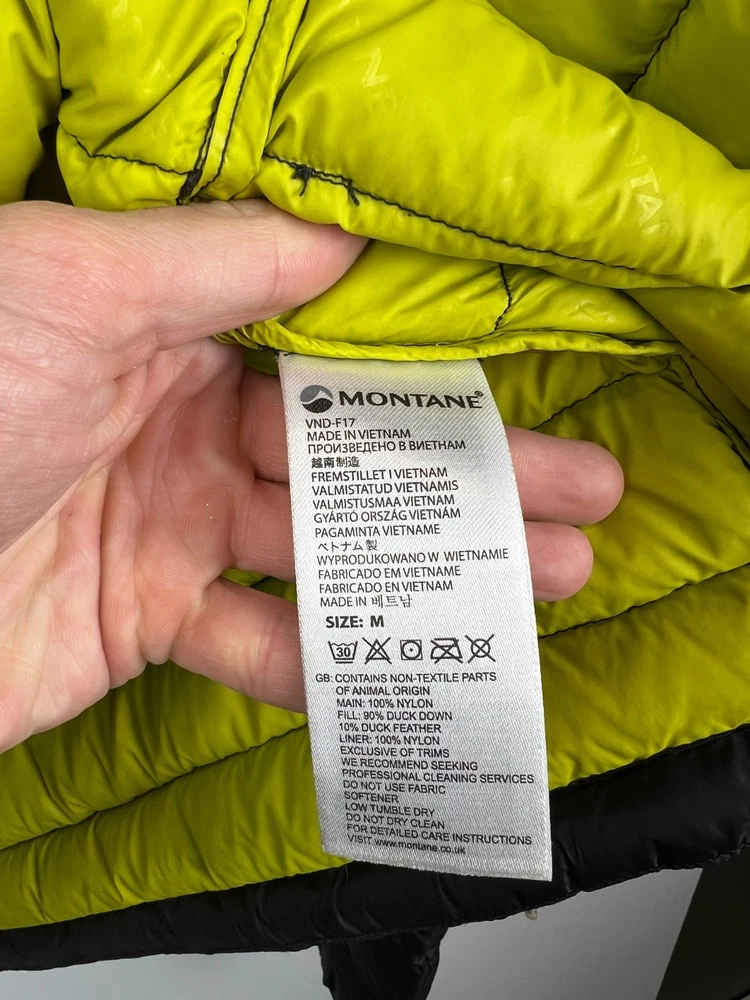 MONTANE®
VND-F17
MADE IN VIETNAM
ПРОИЗВЕДЕНО В ВИЕТНАМ
越南制造
FREMSTILLET I VIETNAM
VALMISTATUD VIETNAMIS
VALMISTUSMAA VIETNAM
GYÁRTÓ ORSZÁG VIETNÁM
PAGAMINTA VIETNAME
ベトナム製
WYPRODUKOWANO W WIETNAMIE
FABRICADO EM VIETNAME
FABRICADO EN VIETNAM
MADE IN 베트남
SIZE: M
30
GB: CONTAINS NON-TEXTILE PARTS
OF ANIMAL ORIGIN
MAIN: 100% NYLON
FILL: 90% DUCK DOWN
10% DUCK FEATHER
LINER: 100% NYLON
EXCLUSIVE OF TRIMS
WE RECOMMEND SEEKING
PROFESSIONAL CLEANING SERVICES
DO NOT USE FABRIC
SOFTENER
LOW TUMBLE DRY
DO NOT DRY CLEAN
FOR DETAILED CARE INSTRUCTIONS
VISIT www.montane.co.uk